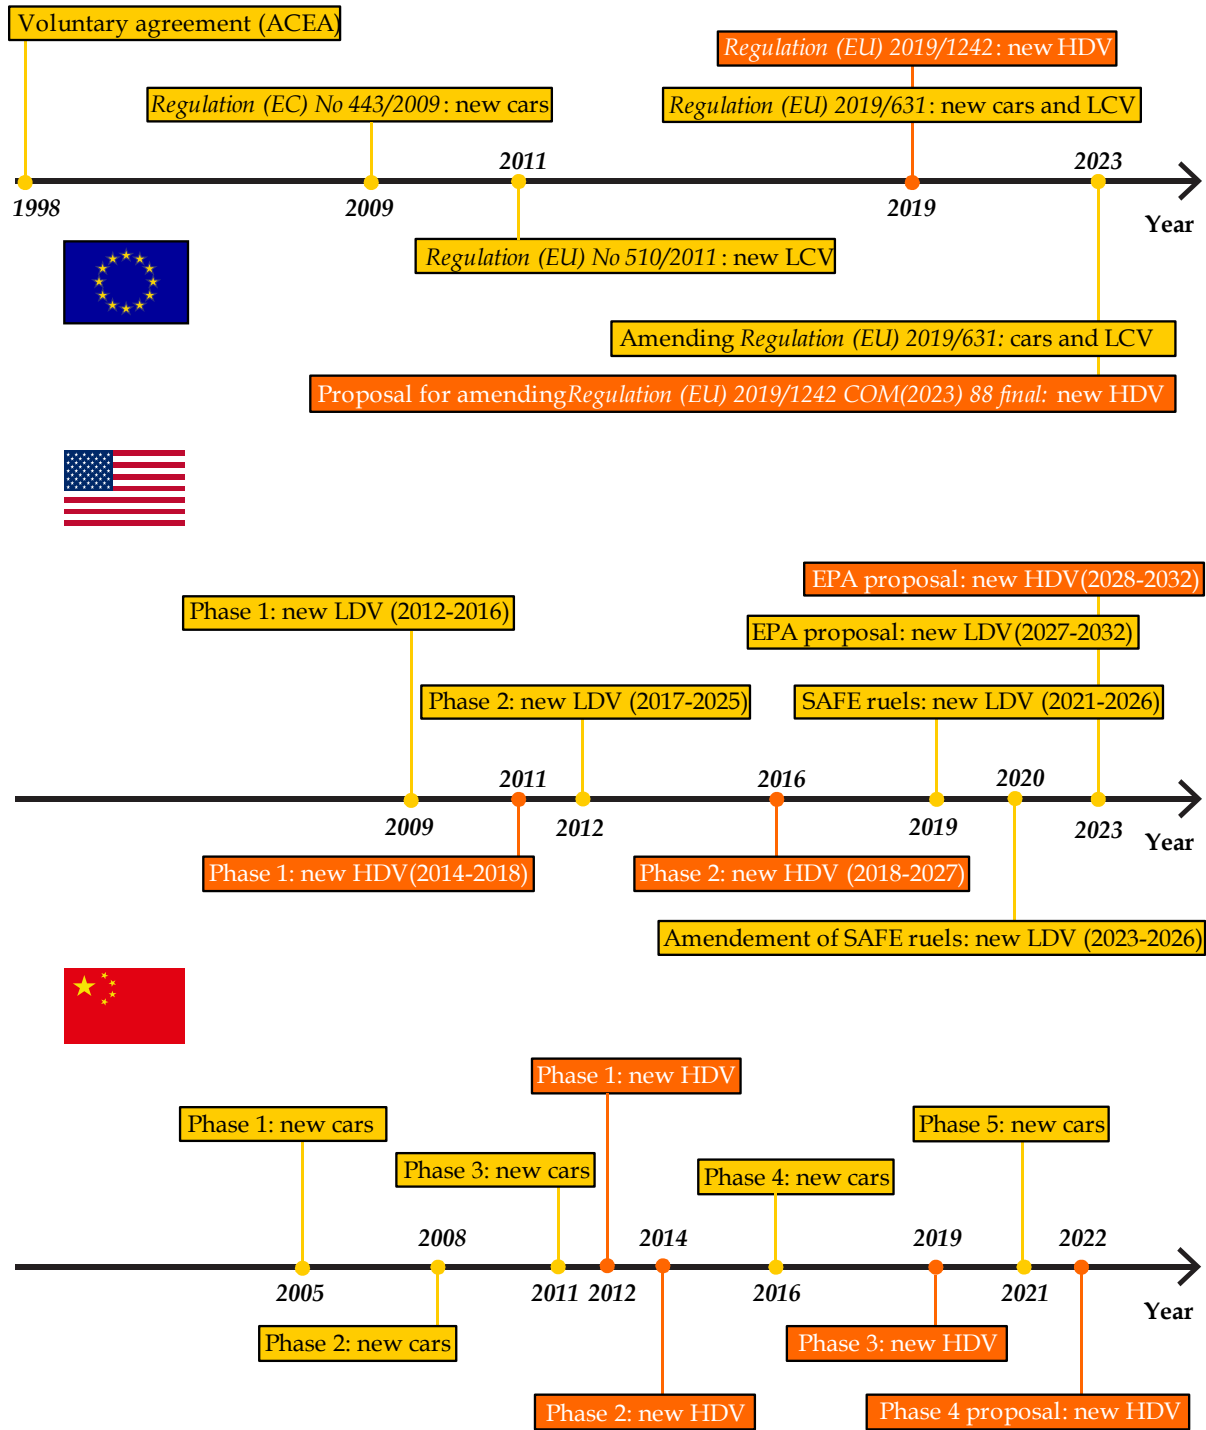 Voluntary agreement (ACEA)
Regulation (EU) 2019/1242: new HDV
Regulation (EC) No 443/2009: new cars
Regulation (EU) 2019/631: new cars and LCV
2011
2023
1998
2009
2019
Year
Regulation (EU) No 510/2011: new LCV
Amending Regulation (EU) 2019/631: cars and LCV
Proposal for amendingRegulation (EU) 2019/1242 COM(2023) 88 final: new HDV
EPA proposal: new HDV(2028-2032)
Phase 1: new LDV (2012-2016)
EPA proposal: new LDV(2027-2032)
Phase 2: new LDV (2017-2025)
SAFE ruels: new LDV (2021-2026)
2011
2016
2020
2009
2012
2019
2023
Year
Phase 1: new HDV(2014-2018)
Phase 2: new HDV (2018-2027)
Amendement of SAFE ruels: new LDV (2023-2026)
Phase 1: new HDV
Phase 1: new cars
Phase 5: new cars
Phase 3: new cars
Phase 4: new cars
2008
2014
2019
2022
2005
2011
2012
2016
2021
Year
Phase 2: new cars
Phase 3: new HDV
Phase 2: new HDV
Phase 4 proposal: new HDV